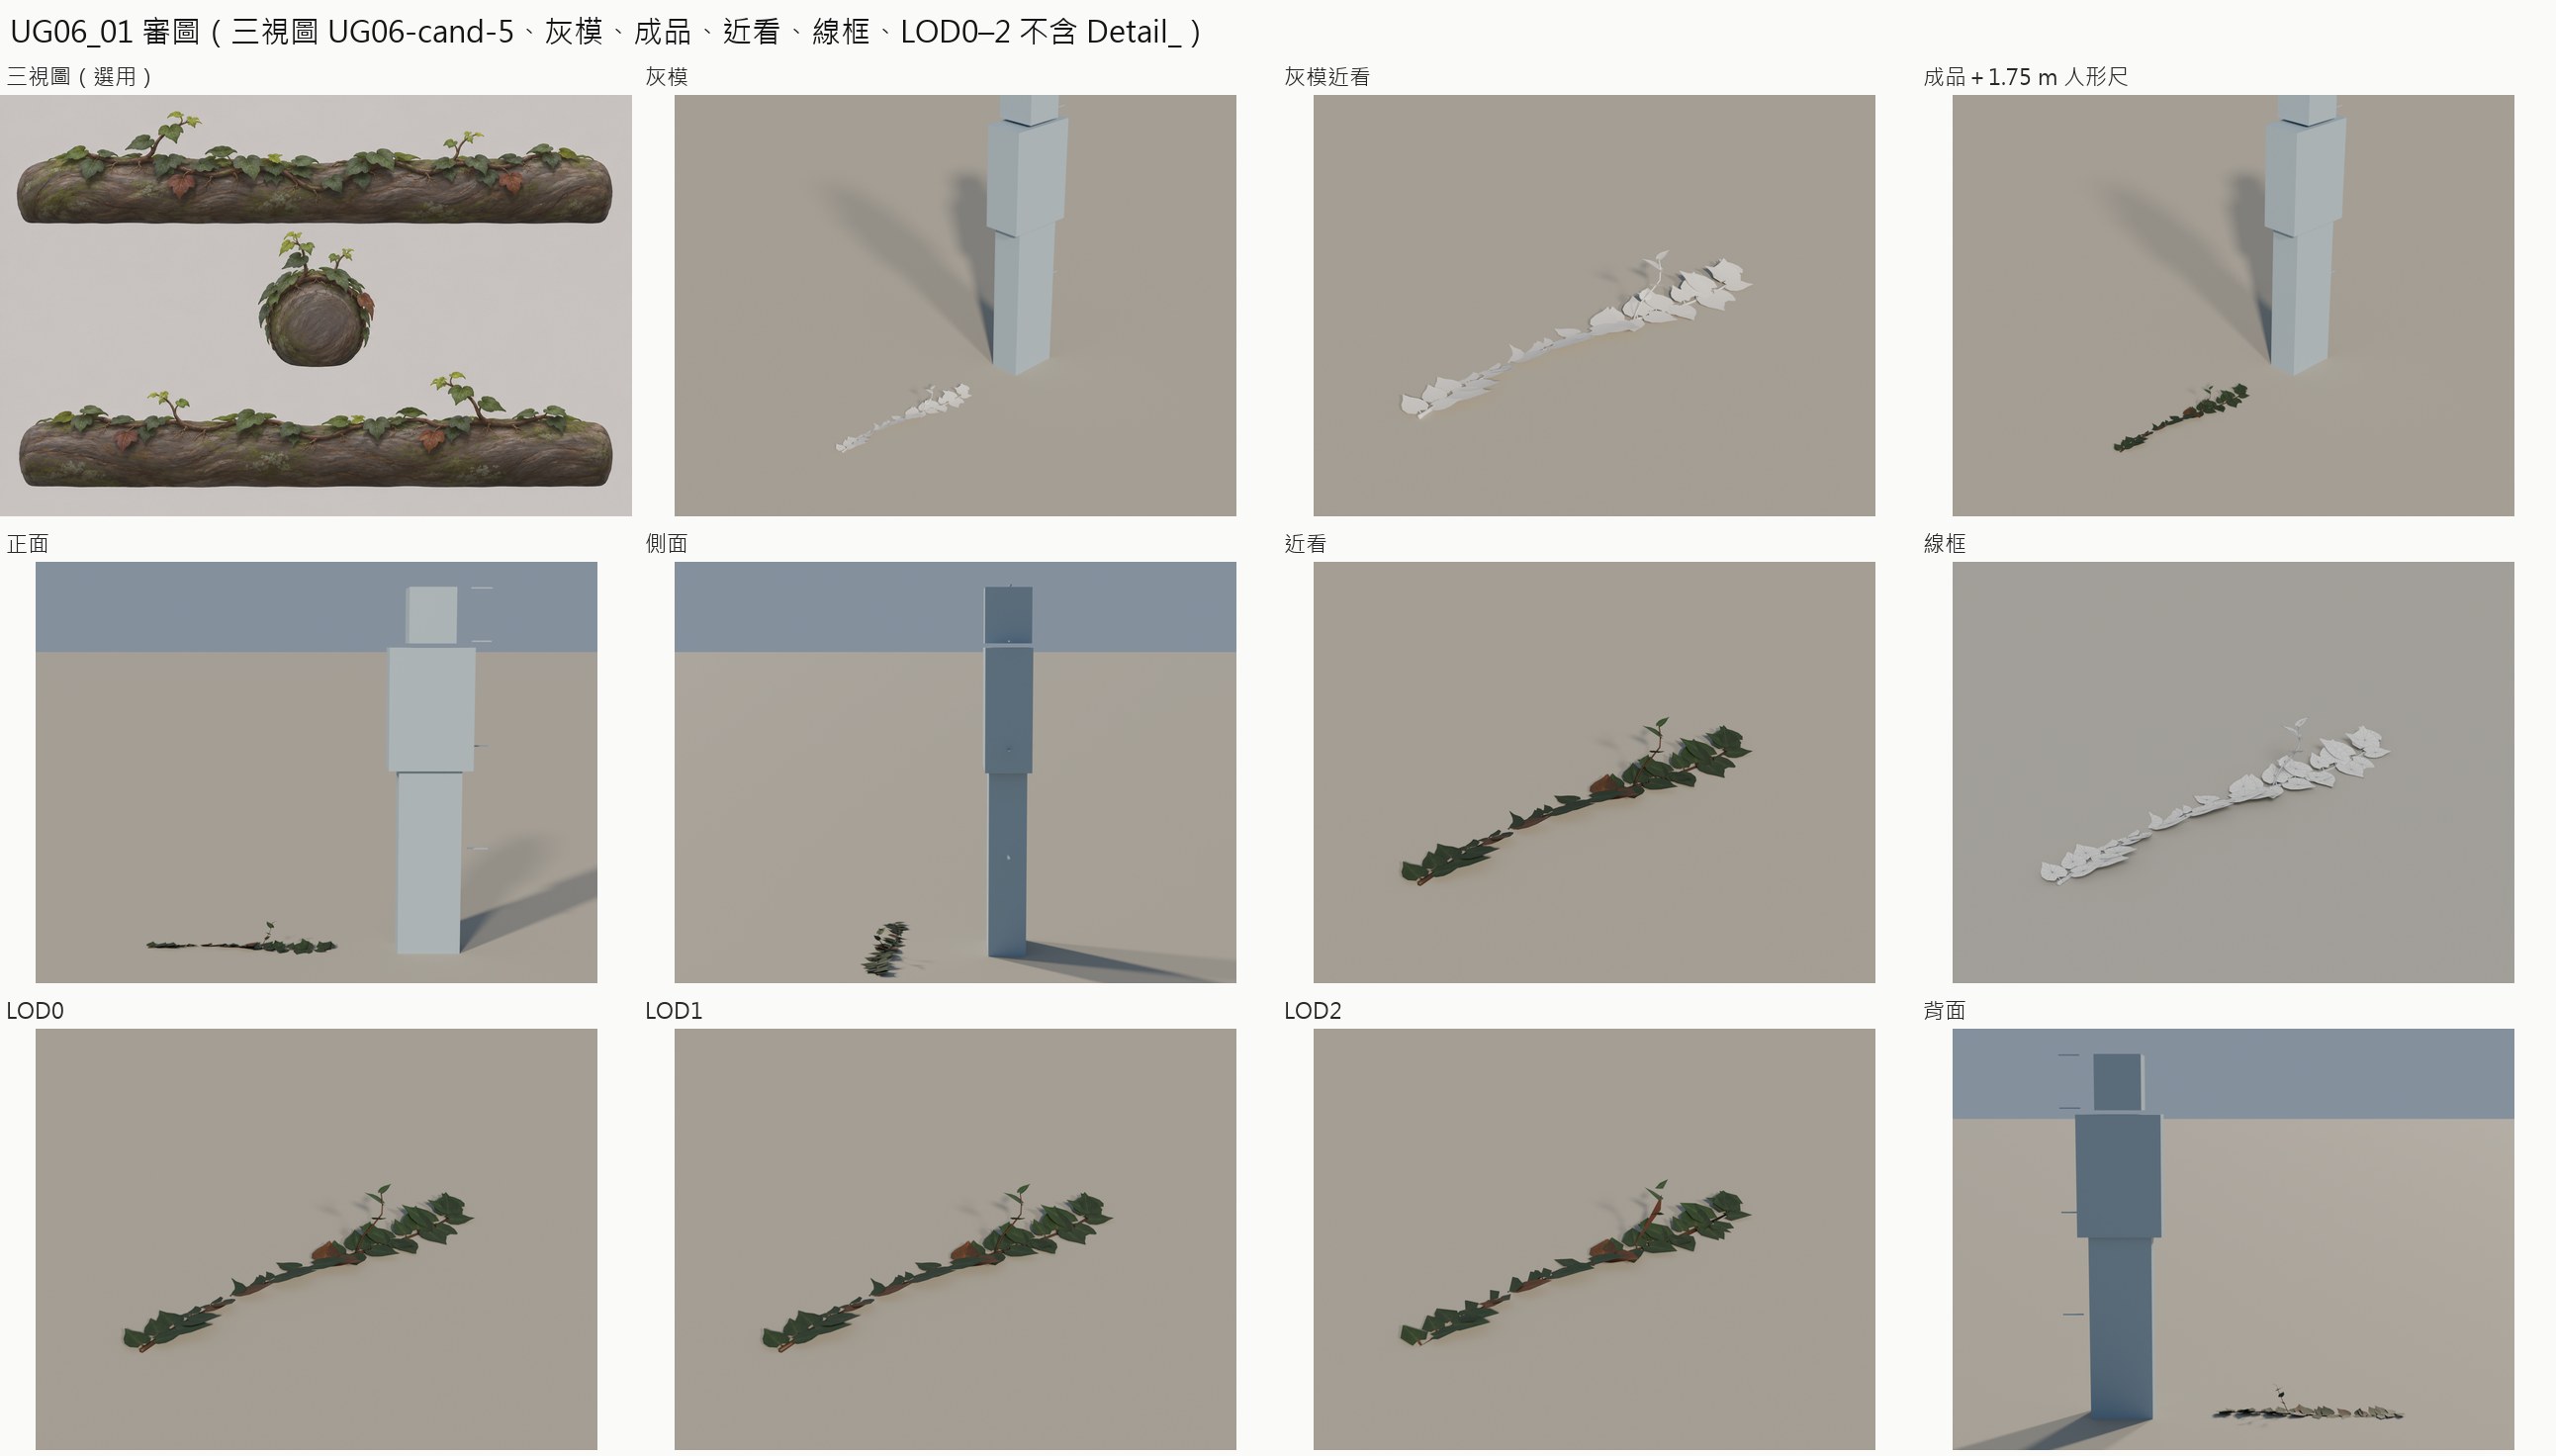 UG06_01 審圖（三視圖 UG06-cand-5、灰模、成品、近看、線框、LOD0–2 不含 Detail_）
三視圖（選用）
灰模
灰模近看
成品＋1.75 m 人形尺
正面
側面
近看
線框
LOD0
LOD1
LOD2
背面